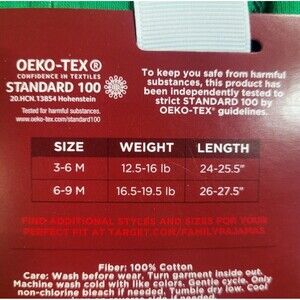 OEKO-TEX®
CONFIDENCE IN TEXTILES
STANDARD 100
20.HCN.13854 Hohenstein
Tested for harmful substances.
www.oeko-tex.com/standard100
To keep you safe from harmful
substances, this product has
been independently tested to
strict STANDARD 100 by
OEKO-TEX® guidelines.
SIZE WEIGHT LENGTH
3-6 M 12.5-16 lb 24-25.5"
6-9 M 16.5-19.5 lb 26-27.5"
FIND ADDITIONAL STYLES AND SIZES FOR YOUR
PERFECT FIT AT TARGET.COM/FAMILYPAJAMAS
Fiber: 100% Cotton
Care: Wash before wear. Turn garment inside out.
Machine wash cold with like colors. Gentle cycle. Only
non-chlorine bleach if needed. Tumble dry low. Cool
reverse side if needed